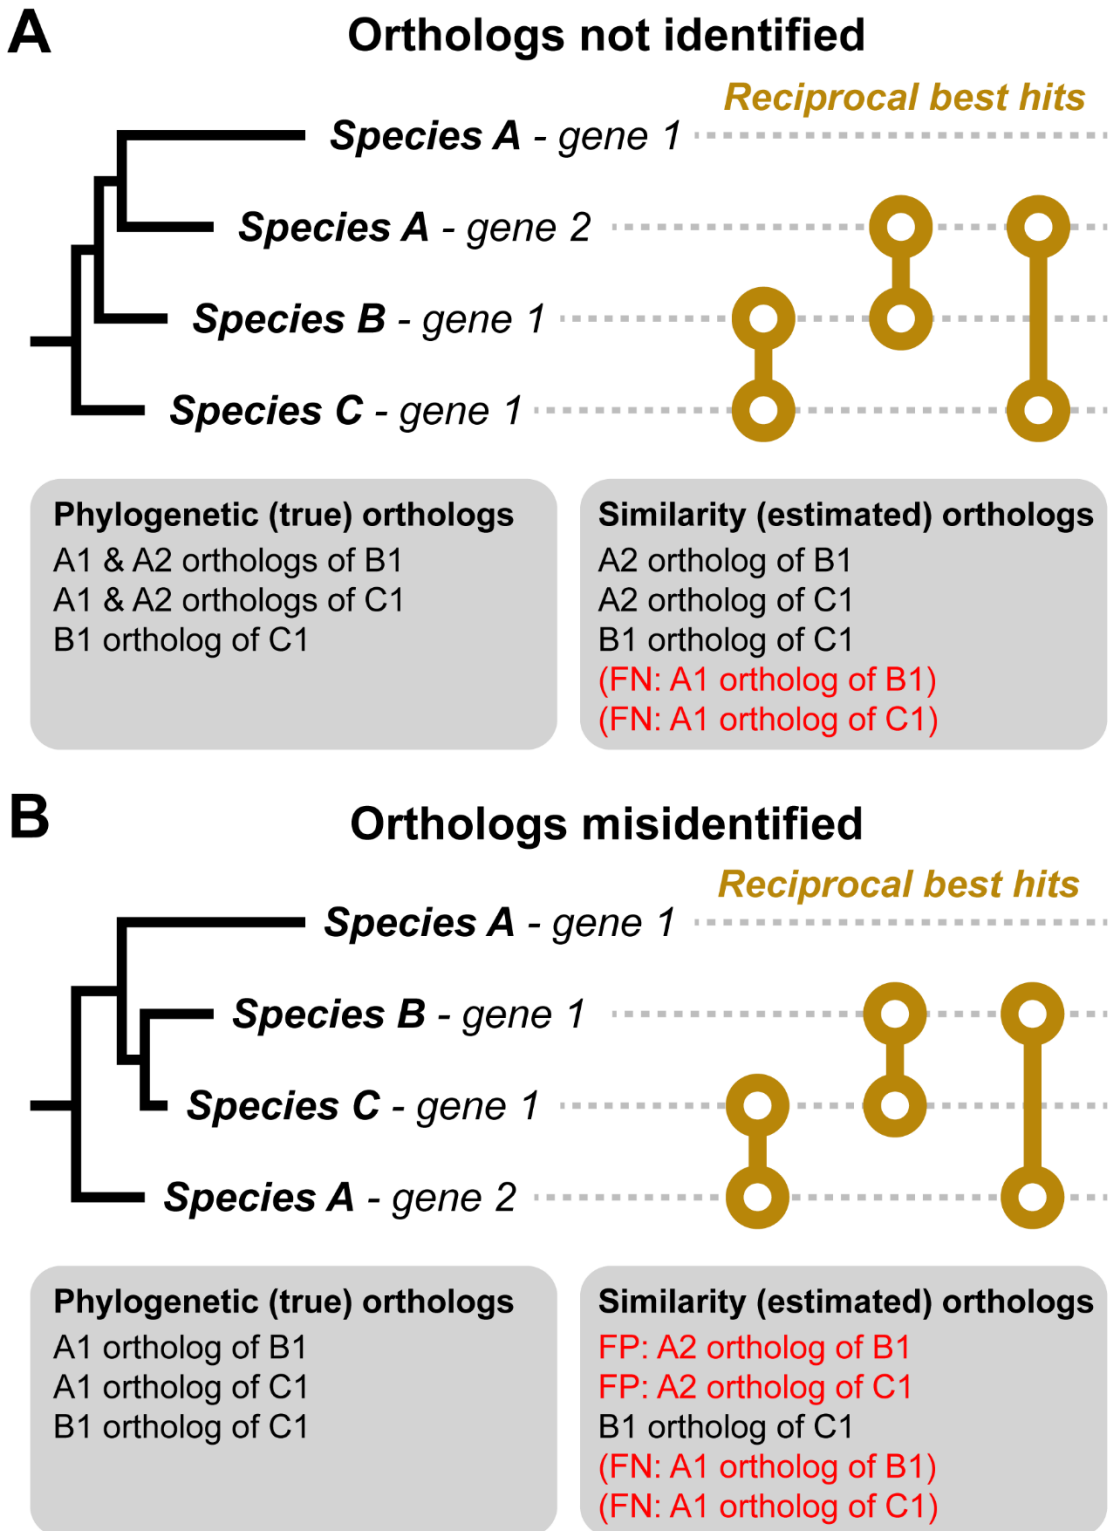 A
Orthologs not identified
Reciprocal best hits
Species A - gene 1
Species A - gene 2
Species B - gene 1
Species C - gene 1
Phylogenetic (true) orthologs
A1 & A2 orthologs of B1
A1 & A2 orthologs of C1
B1 ortholog of C1
Similarity (estimated) orthologs
A2 ortholog of B1
A2 ortholog of C1
B1 ortholog of C1
(FN: A1 ortholog of B1)
(FN: A1 ortholog of C1)
B
Orthologs misidentified
Reciprocal best hits
Species A - gene 1
Species B - gene 1
Species C - gene 1
Species A - gene 2
Phylogenetic (true) orthologs
A1 ortholog of B1
A1 ortholog of C1
B1 ortholog of C1
Similarity (estimated) orthologs
FP: A2 ortholog of B1
FP: A2 ortholog of C1
B1 ortholog of C1
(FN: A1 ortholog of B1)
(FN: A1 ortholog of C1)